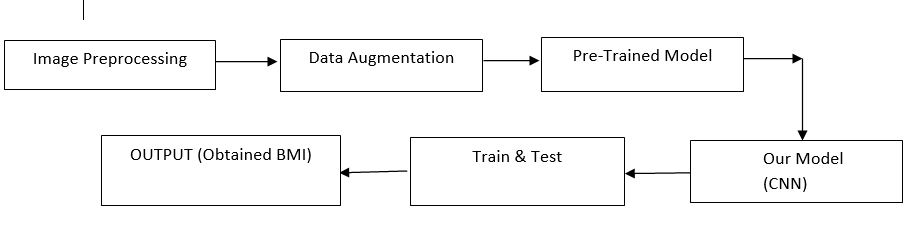 Image Preprocessing
Data Augmentation
Pre-Trained Model
Our Model
(CNN)
Train & Test
OUTPUT (Obtained BMI)